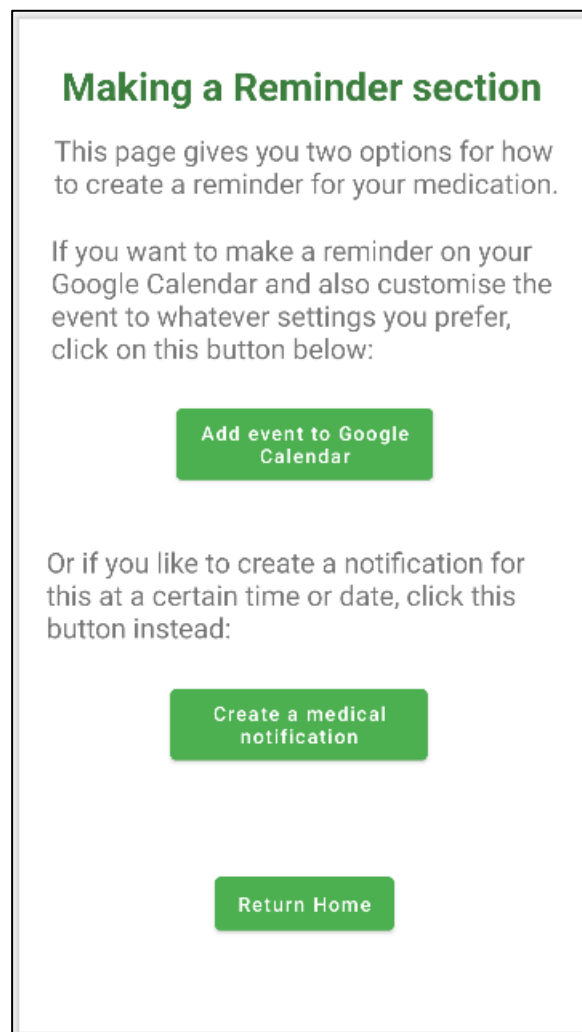 Making a Reminder section
This page gives you two options for how
to create a reminder for your medication.
If you want to make a reminder on your
Google Calendar and also customise the
event to whatever settings you prefer,
click on this button below:
Add event to Google
Calendar
Or if you like to create a notification for
this at a certain time or date, click this
button instead:
Create a medical
notification
Return Home